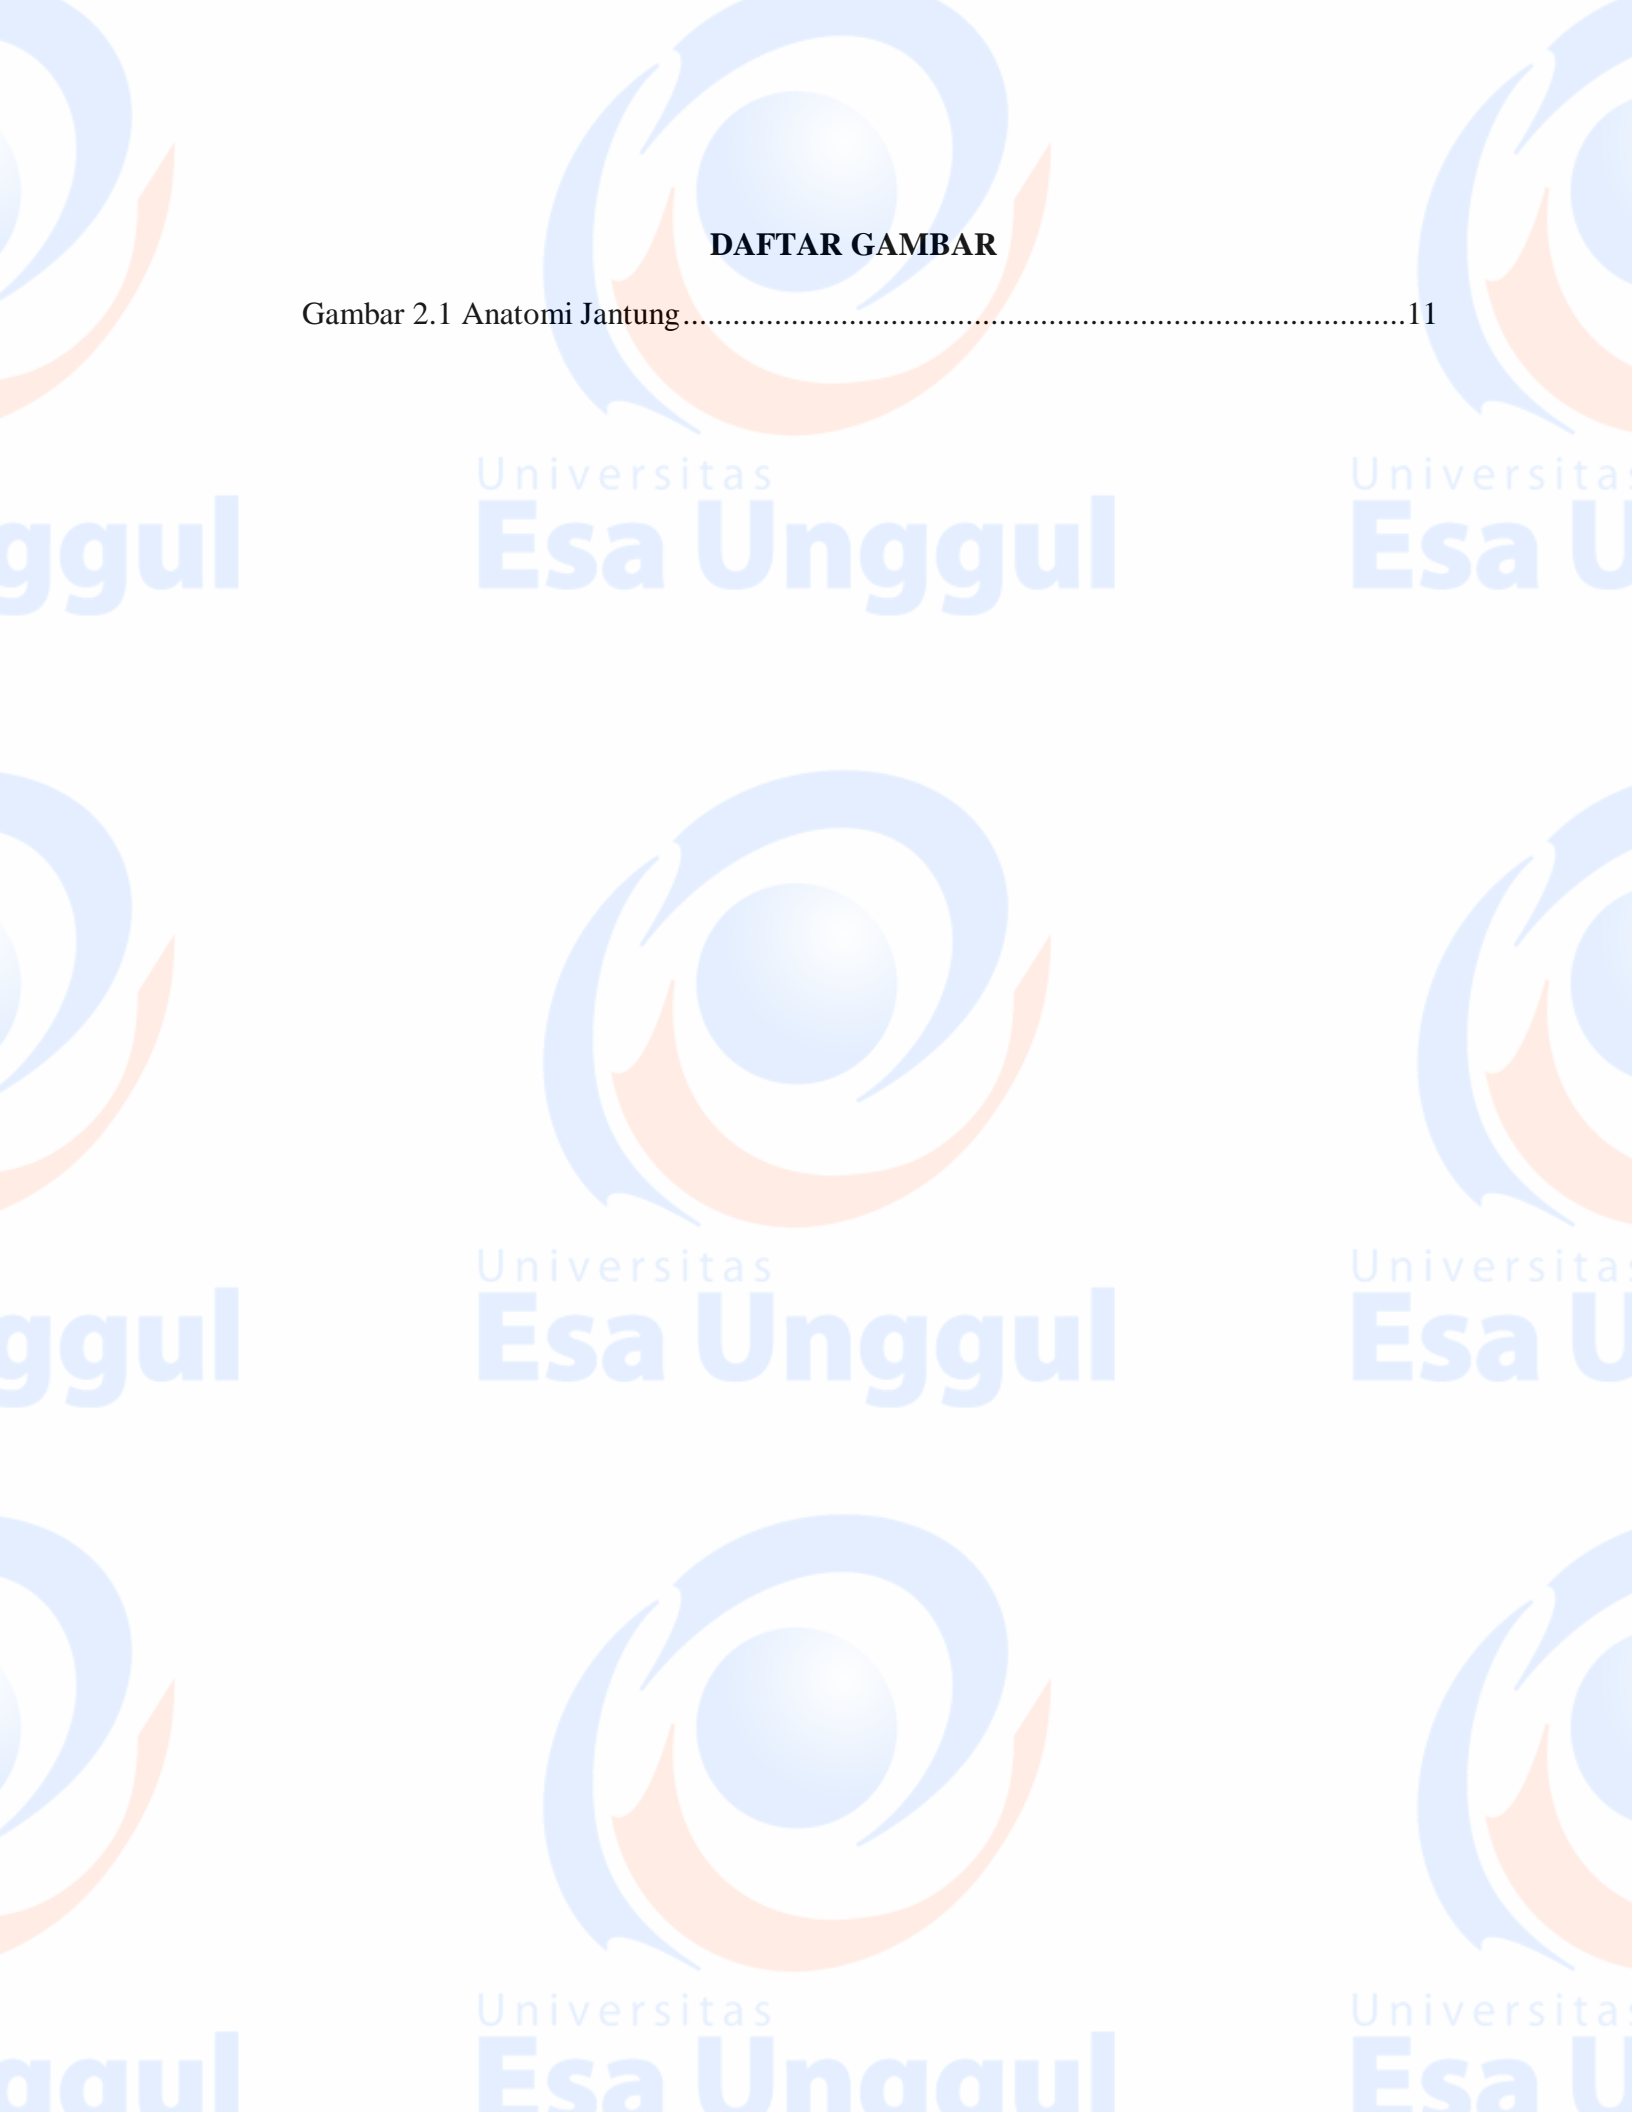 DAFTAR GAMBAR
Gambar 2.1 Anatomi Jantung...................................................................................11
Universitas
Esa Unggul
Universitas
Esa Unggul
Universitas
Esa Unggul